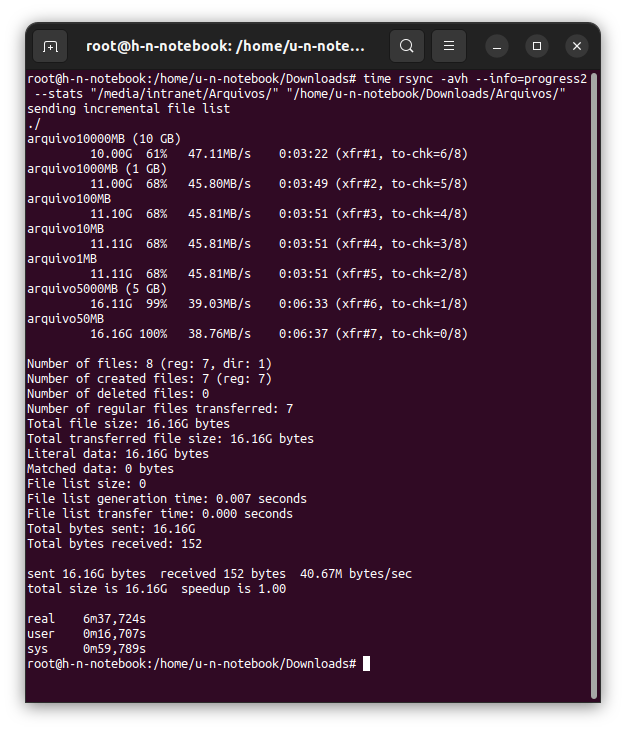 root@h-n-notebook: /home/u-n-note...
root@h-n-notebook:/home/u-n-notebook/Downloads# time rsync -avh --info=progress2
 --stats "/media/intranet/Arquivos/" "/home/u-n-notebook/Downloads/Arquivos/"
sending incremental file list
./
arquivo10000MB (10 GB)
         10.00G  61%   47.11MB/s    0:03:22 (xfr#1, to-chk=6/8)
arquivo1000MB (1 GB)
         11.00G  68%   45.80MB/s    0:03:49 (xfr#2, to-chk=5/8)
arquivo100MB
         11.10G  68%   45.81MB/s    0:03:51 (xfr#3, to-chk=4/8)
arquivo10MB
         11.11G  68%   45.81MB/s    0:03:51 (xfr#4, to-chk=3/8)
arquivo1MB
         11.11G  68%   45.81MB/s    0:03:51 (xfr#5, to-chk=2/8)
arquivo5000MB (5 GB)
         16.11G  99%   39.03MB/s    0:06:33 (xfr#6, to-chk=1/8)
arquivo50MB
         16.16G 100%   38.76MB/s    0:06:37 (xfr#7, to-chk=0/8)
Number of files: 8 (reg: 7, dir: 1)
Number of created files: 7 (reg: 7)
Number of deleted files: 0
Number of regular files transferred: 7
Total file size: 16.16G bytes
Total transferred file size: 16.16G bytes
Literal data: 16.16G bytes
Matched data: 0 bytes
File list size: 0
File list generation time: 0.007 seconds
File list transfer time: 0.000 seconds
Total bytes sent: 16.16G
Total bytes received: 152
sent 16.16G bytes  received 152 bytes  40.67M bytes/sec
total size is 16.16G  speedup is 1.00
real    6m37,724s
user    0m16,707s
sys     0m59,789s
root@h-n-notebook:/home/u-n-notebook/Downloads#